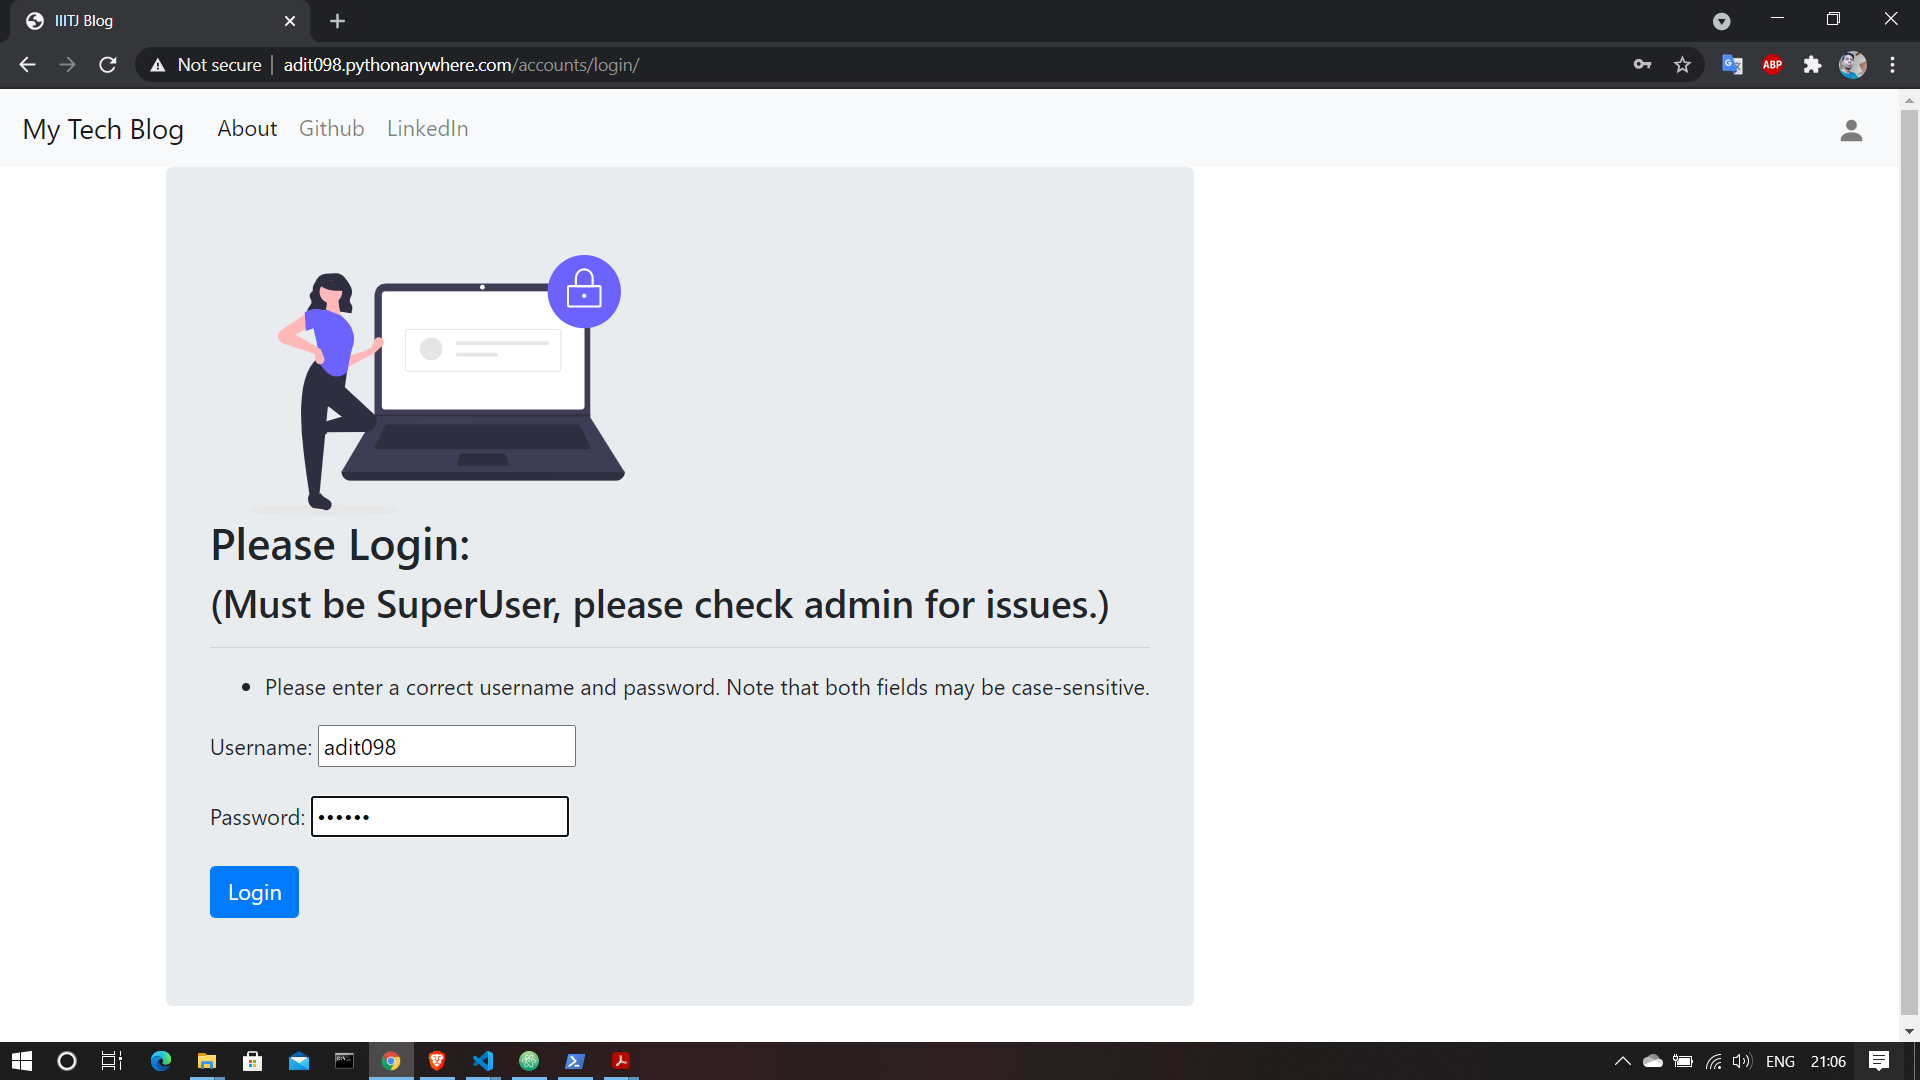 IIITJ Blog
Not secure
adit098.pythonanywhere.com/accounts/login/
ABP
My Tech Blog
About
Github
LinkedIn
Please Login:
(Must be SuperUser, please check admin for issues.)
Please enter a correct username and password. Note that both fields may be case-sensitive.
Username: adit098
Password: ••••••
Login
ENG
21:06